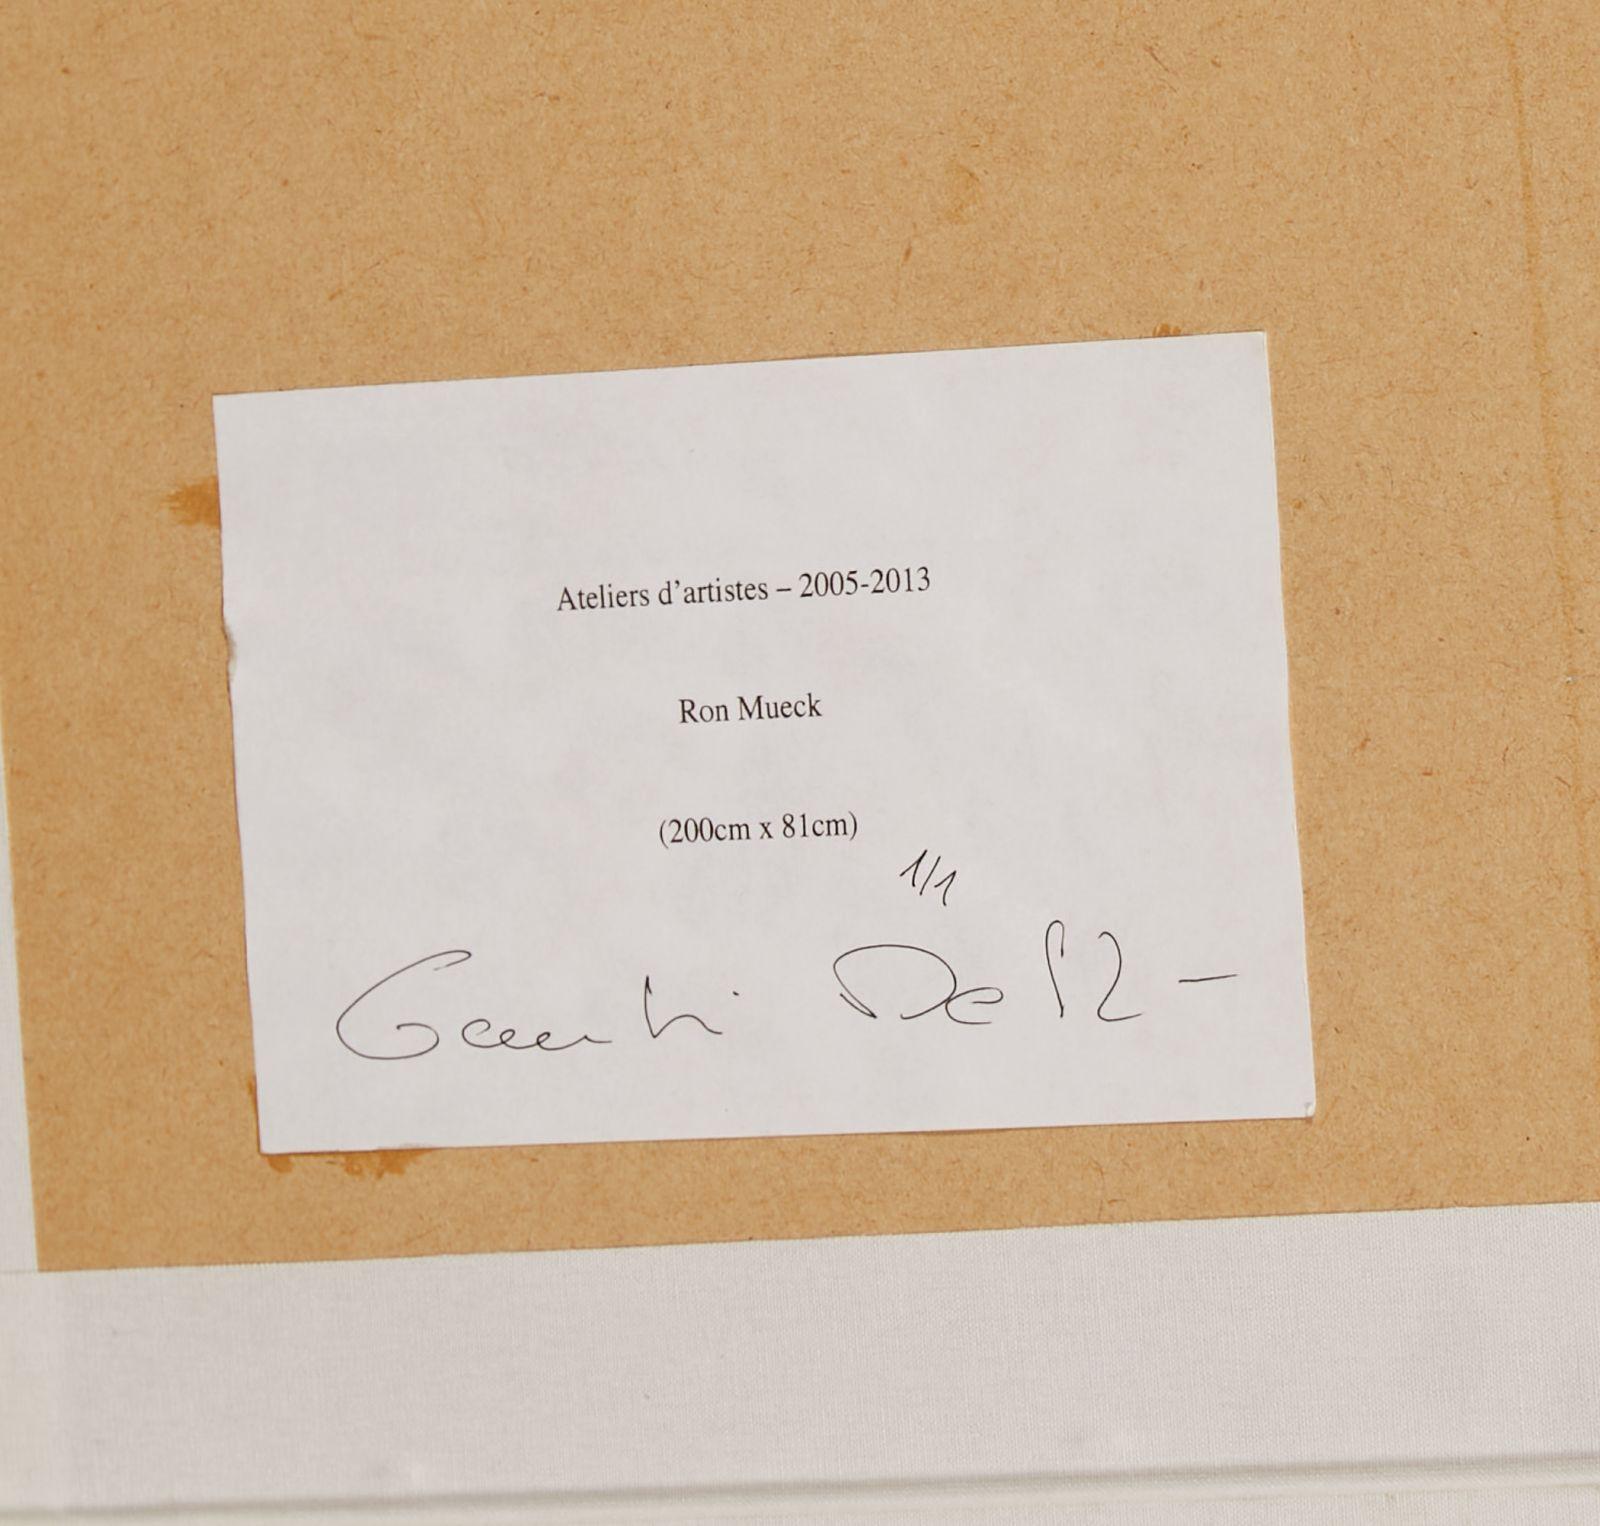 Ateliers d'artistes – 2005-2013
Ron Mueck
(200cm x 81cm)
1/1